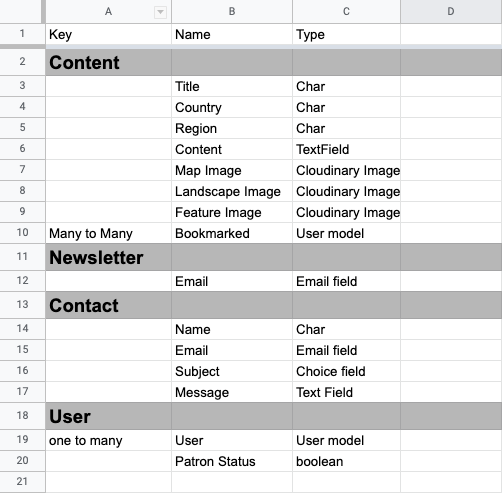 A B C D
1 Key Name Type
2 Content
3 Title Char
4 Country Char
5 Region Char
6 Content TextField
7 Map Image Cloudinary Image
8 Landscape Image Cloudinary Image
9 Feature Image Cloudinary Image
10 Many to Many Bookmarked User model
11 Newsletter
12 Email Email field
13 Contact
14 Name Char
15 Email Email field
16 Subject Choice field
17 Message Text Field
18 User
19 one to many User User model
20 Patron Status boolean
21